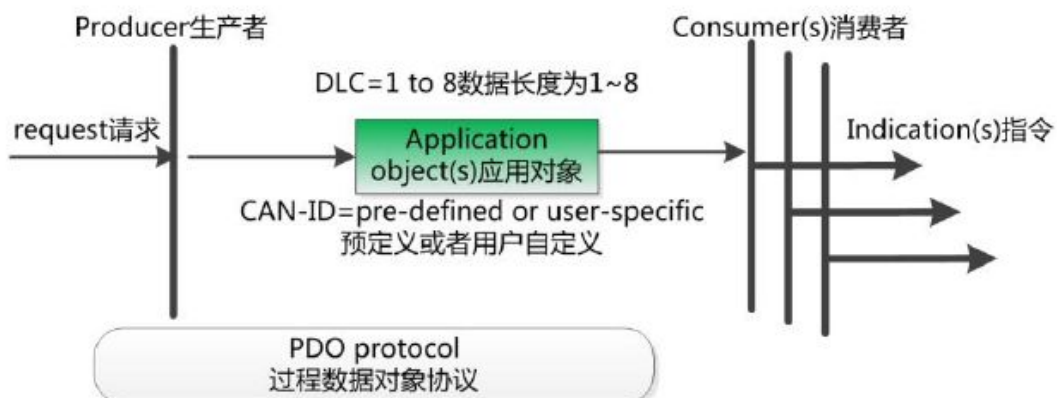 Producer生产者
Consumer(s)消费者
DLC=1 to 8数据长度为1~8
request请求
Application
object(s)应用对象
Indication(s)指令
CAN-ID=pre-defined or user-specific
预定义或者用户自定义
PDO protocol
过程数据对象协议